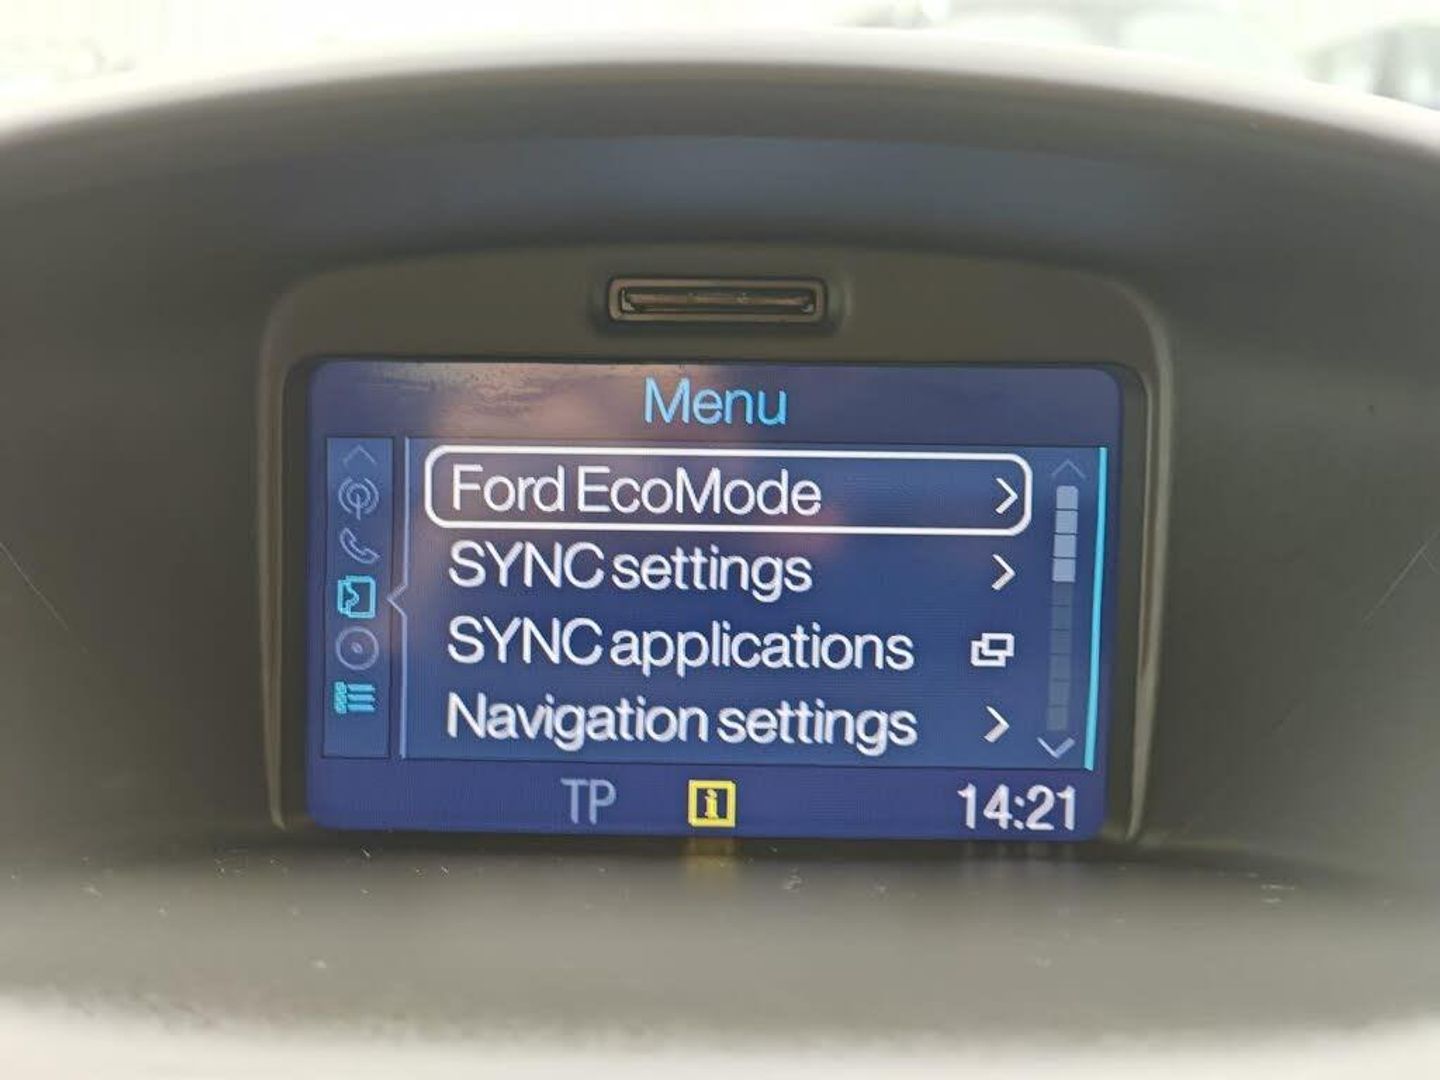 Menu
Ford EcoMode
SYNC settings
SYNC applications
Navigation settings
TP i 14:21